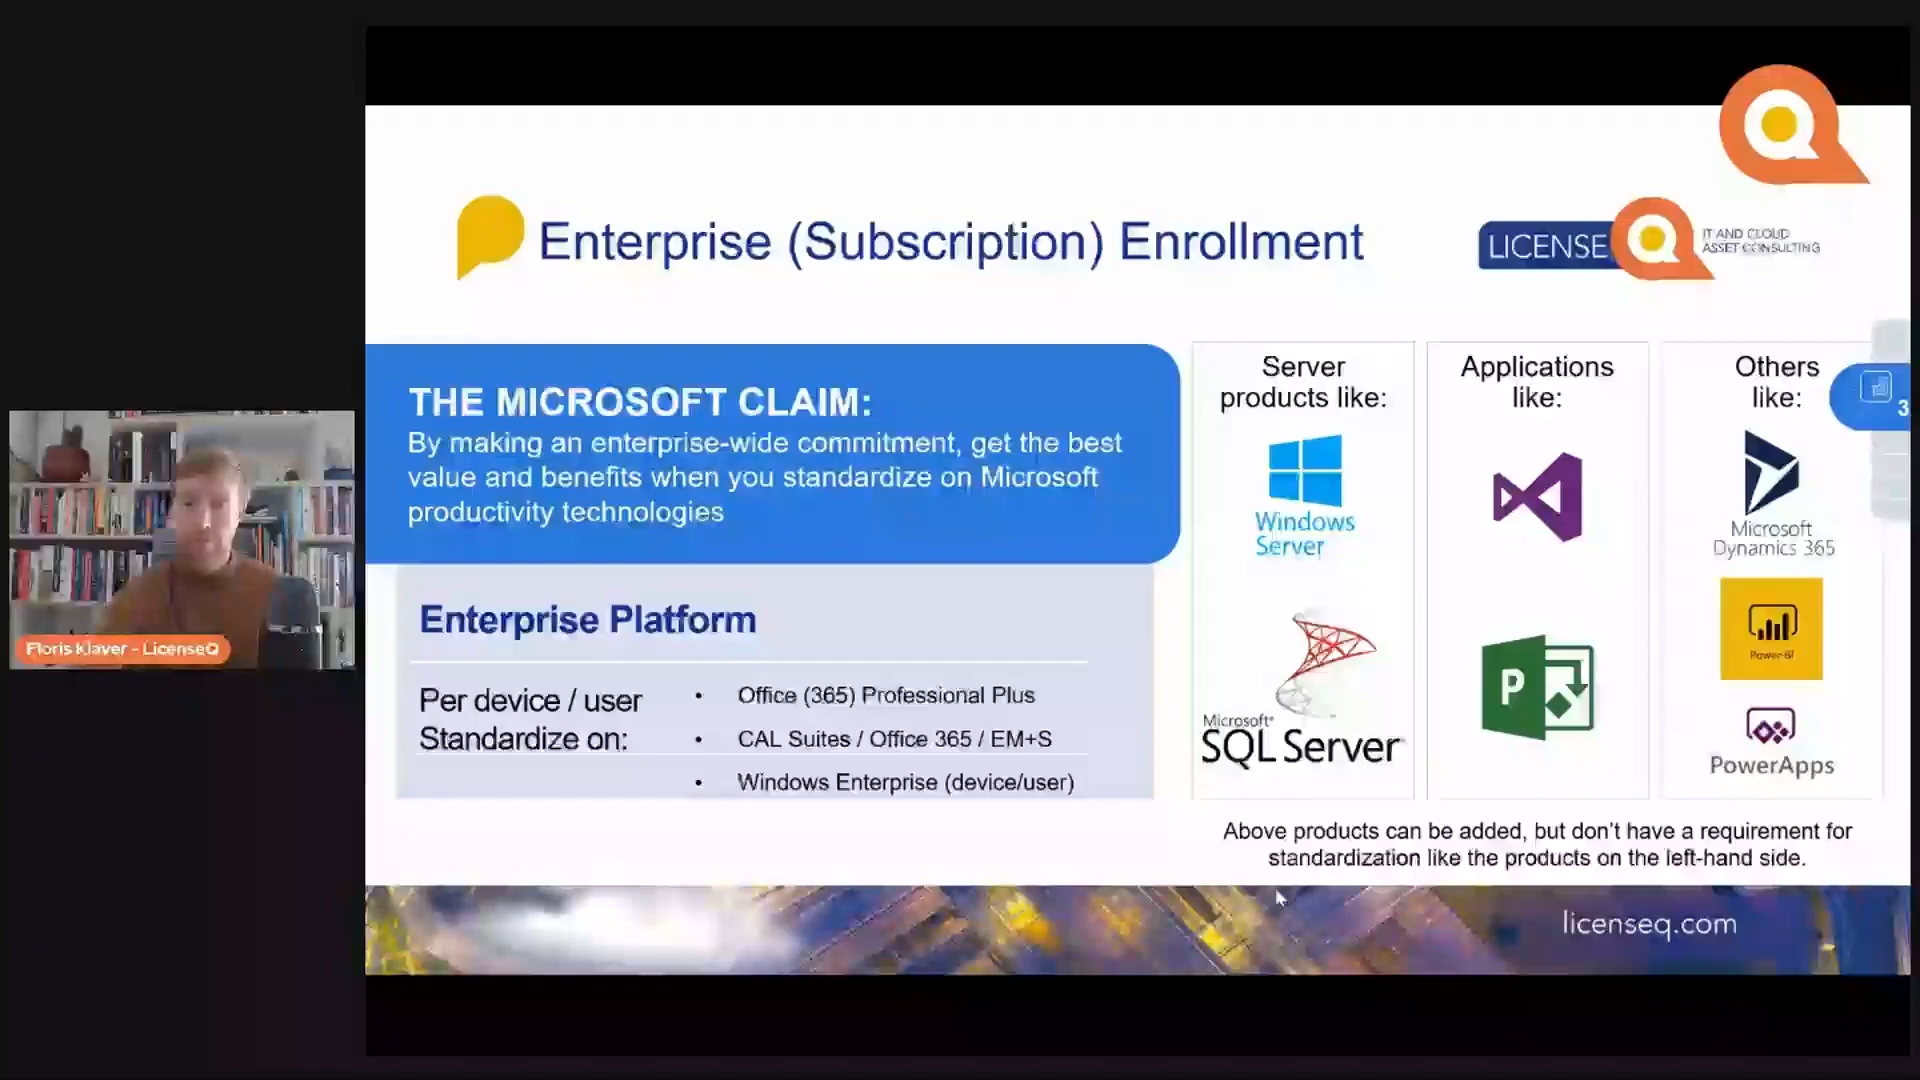 Enterprise (Subscription) Enrollment
LICENSE
IT AND CLOUD
ASSET CONSULTING
THE MICROSOFT CLAIM:
By making an enterprise-wide commitment, get the best
value and benefits when you standardize on Microsoft
productivity technologies
Enterprise Platform
Per device / user
Standardize on:
• Office (365) Professional Plus
• CAL Suites / Office 365 / EM+S
• Windows Enterprise (device/user)
Server
products like:
Windows
Server
Microsoft®
SQL Server
Applications
like:
P
Others
like:
Microsoft
Dynamics 365
Power BI
PowerApps
3
Above products can be added, but don't have a requirement for
standardization like the products on the left-hand side.
licenseq.com
Floris Klaver - LicenseQ